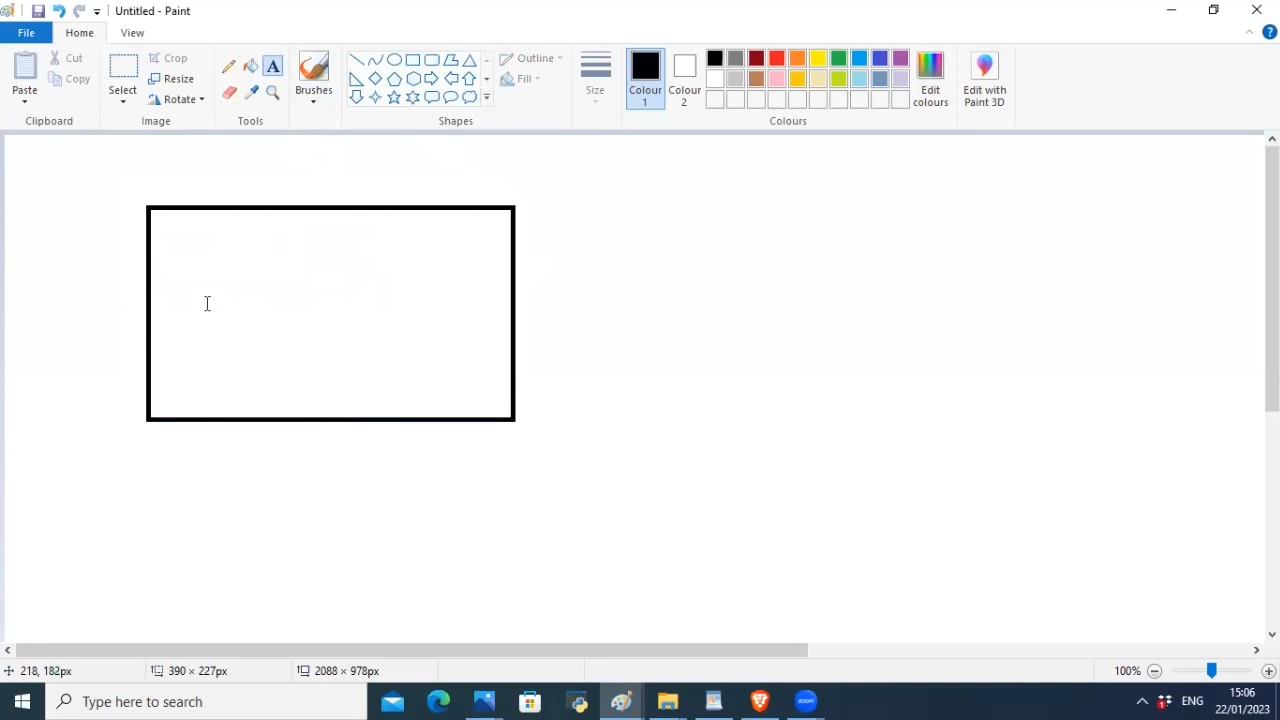 Untitled - Paint
File Home View
Paste
Cut
Copy
Clipboard
Select
Crop
Resize
Rotate
Image
A
Tools
Brushes
Shapes
Outline
Fill
Size
Colour 1
Colour 2
Edit colours
Colours
Edit with Paint 3D
218, 182px 390 × 227px 2088 × 978px 100%
Type here to search
zoom
1
ENG
15:06
22/01/2023